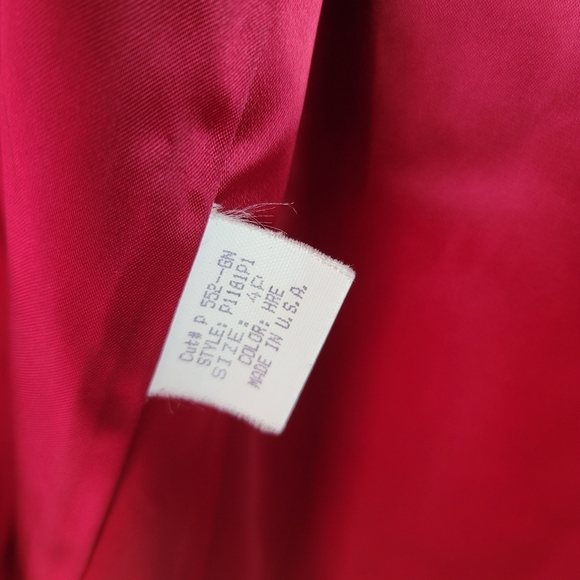 Cut# p 552--GN
STYLE: P1181P1
SIZE: 4P
COLOR: HRE
MADE IN U.S.A.